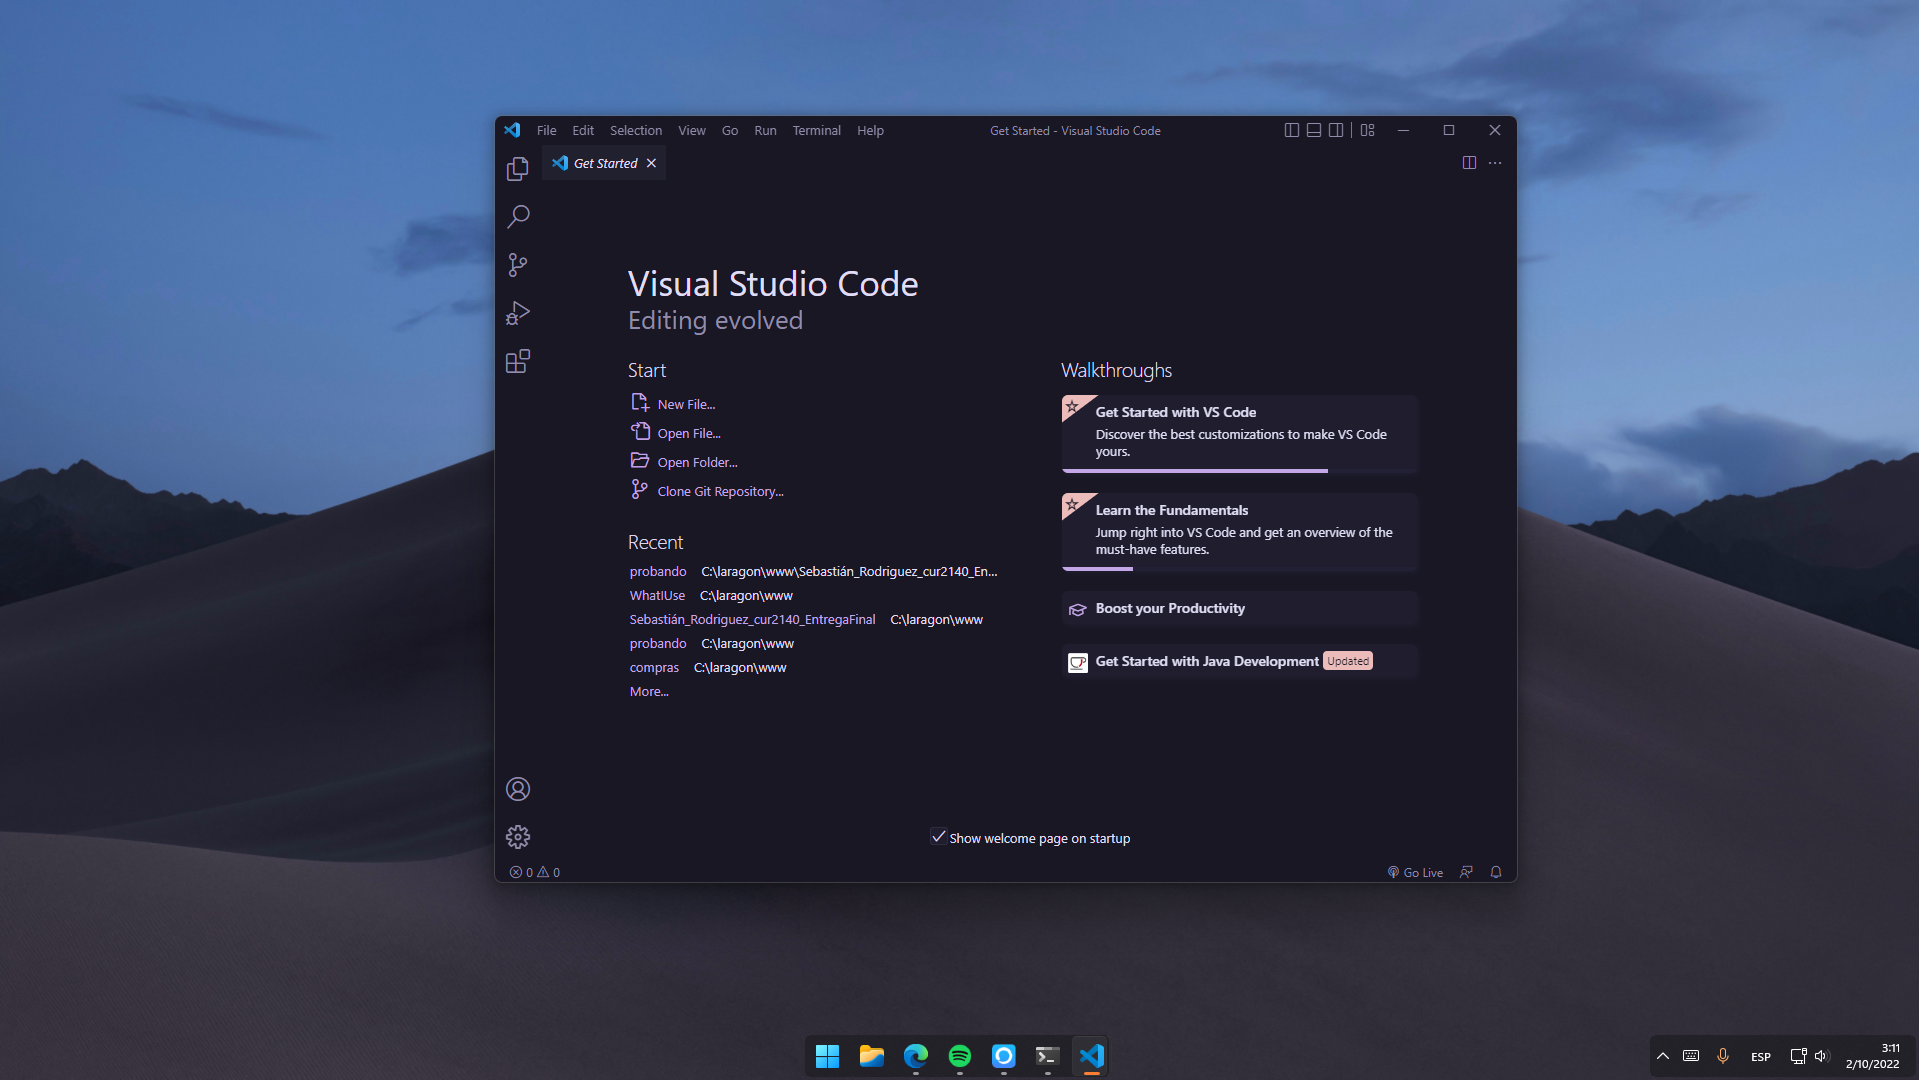 File Edit Selection View Go Run Terminal Help Get Started - Visual Studio Code
Get Started
Visual Studio Code
Editing evolved
Start
New File...
Open File...
Open Folder...
Clone Git Repository...
Recent
probando C:\laragon\www\Sebastián_Rodriguez_cur2140_En...
WhatIUse C:\laragon\www
Sebastián_Rodriguez_cur2140_EntregaFinal C:\laragon\www
probando C:\laragon\www
compras C:\laragon\www
More...
Walkthroughs
Get Started with VS Code
Discover the best customizations to make VS Code
yours.
Learn the Fundamentals
Jump right into VS Code and get an overview of the
must-have features.
Boost your Productivity
Get Started with Java Development Updated
Show welcome page on startup
0 0 Go Live
ESP
3:11
2/10/2022